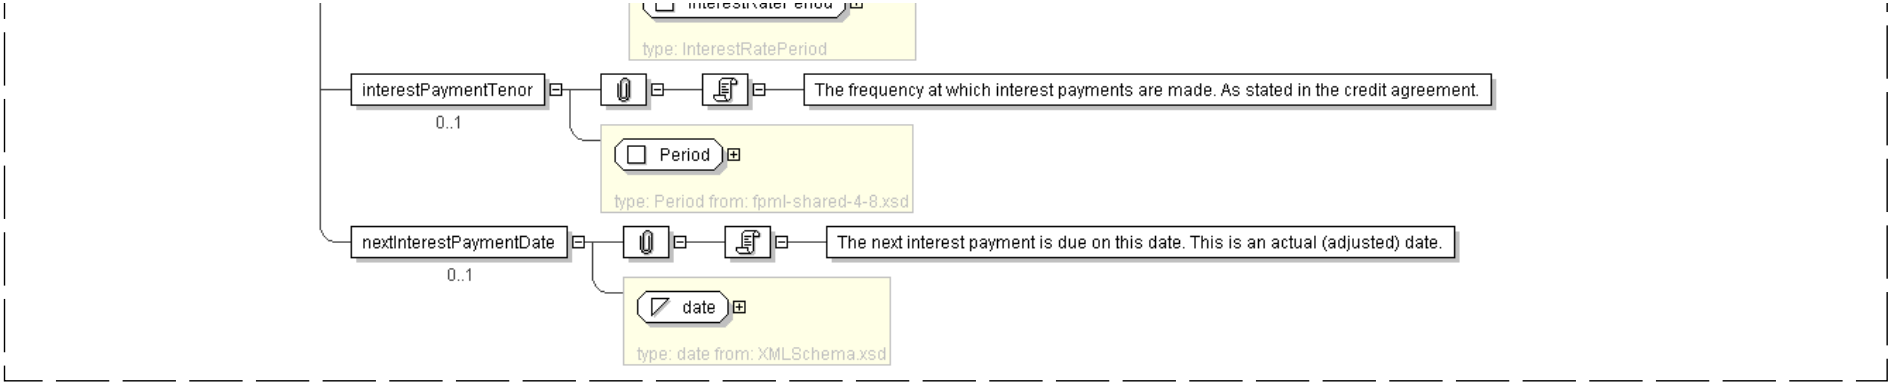 interestRatePeriod
type: InterestRatePeriod
interestPaymentTenor
The frequency at which interest payments are made. As stated in the credit agreement.
0..1
Period
type: Period from: fpml-shared-4-8.xsd
nextInterestPaymentDate
The next interest payment is due on this date. This is an actual (adjusted) date.
0..1
date
type: date from: XMLSchema.xsd